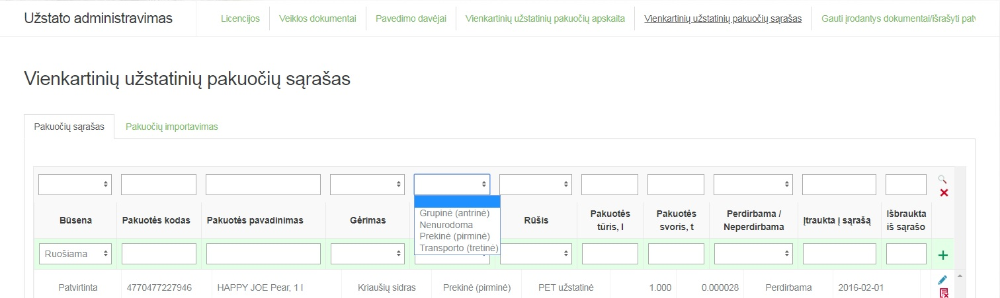 Užstato administravimas
Licencijos
Veiklos dokumentai
Pavedimo davėjai
Vienkartinių užstatinių pakuočių apskaita
Vienkartinių užstatinių pakuočių sąrašas
Gauti įrodantys dokumentai/išrašyti patv
Vienkartinių užstatinių pakuočių sąrašas
Pakuočių sąrašas
Pakuočių importavimas
Grupinė (antrinė)
Nenurodoma
Prekinė (pirminė)
Transporto (tretinė)
Būsena
Pakuotės kodas
Pakuotės pavadinimas
Gėrimas
Rūšis
Pakuotės
tūris, l
Pakuotės
svoris, t
Perdirbama /
Neperdirbama
Įtraukta į sąrašą
Išbraukta
iš sąrašo
Ruošiama
Patvirtinta
4770477227946
HAPPY JOE Pear, 1 l
Kriaušių sidras
Prekinė (pirminė)
PET užstatinė
1.000
0.000028
Perdirbama
2016-02-01